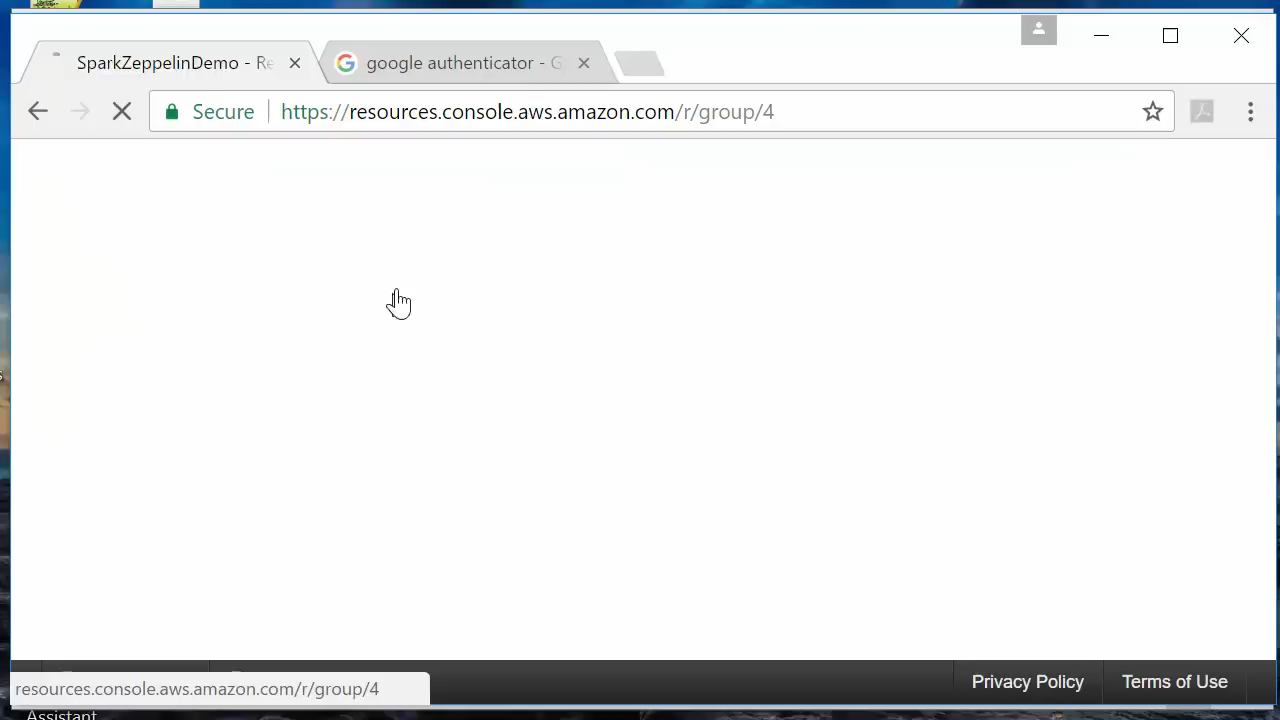 SparkZeppelinDemo - Re
google authenticator - G
Secure
https://resources.console.aws.amazon.com/r/group/4
resources.console.aws.amazon.com/r/group/4
Privacy Policy
Terms of Use
Assistant